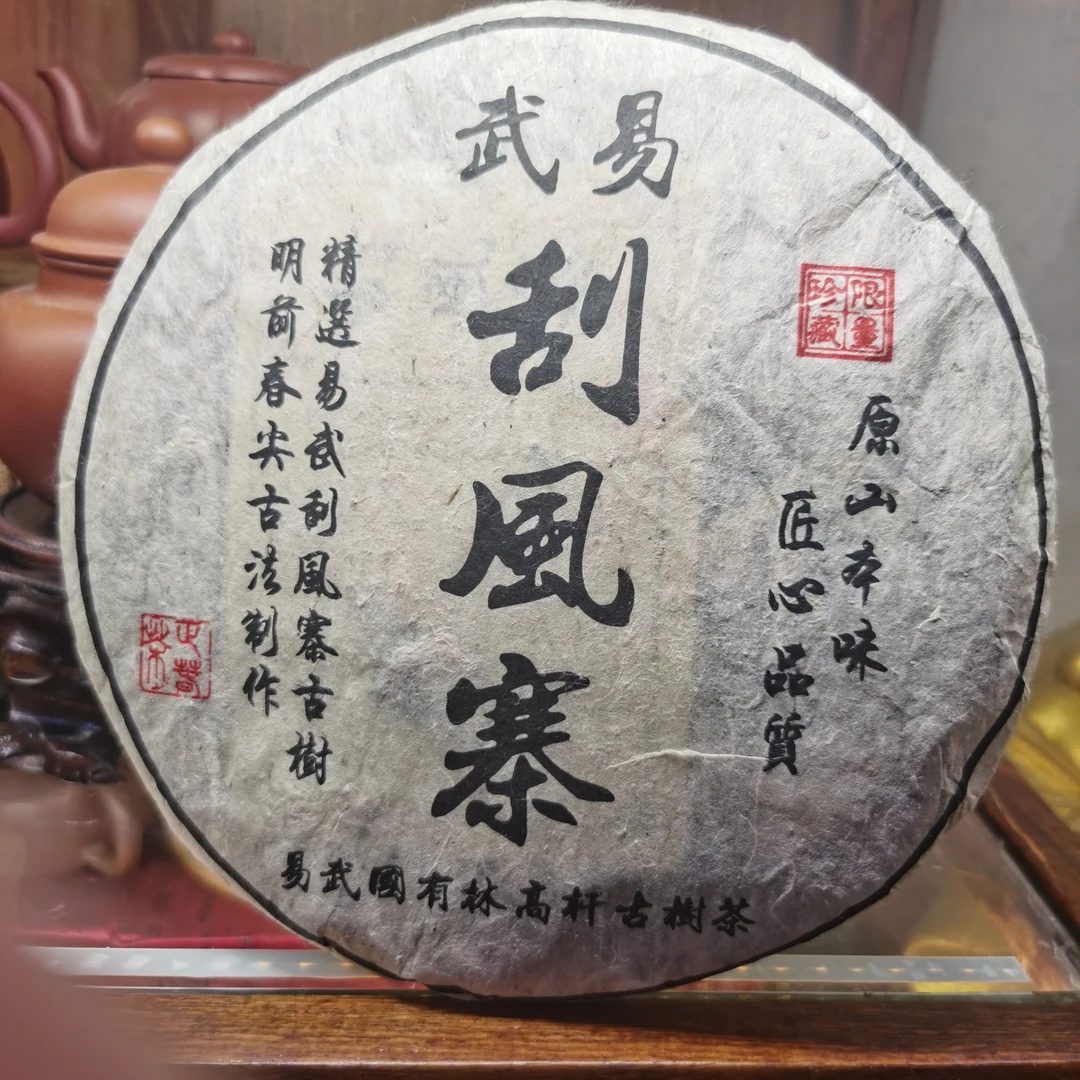 易武
刮風寨
限量珍藏
原山本味
匠心品質
精選易武刮風寨古樹
明前春尖古法制作
易武國有林高杆古樹茶